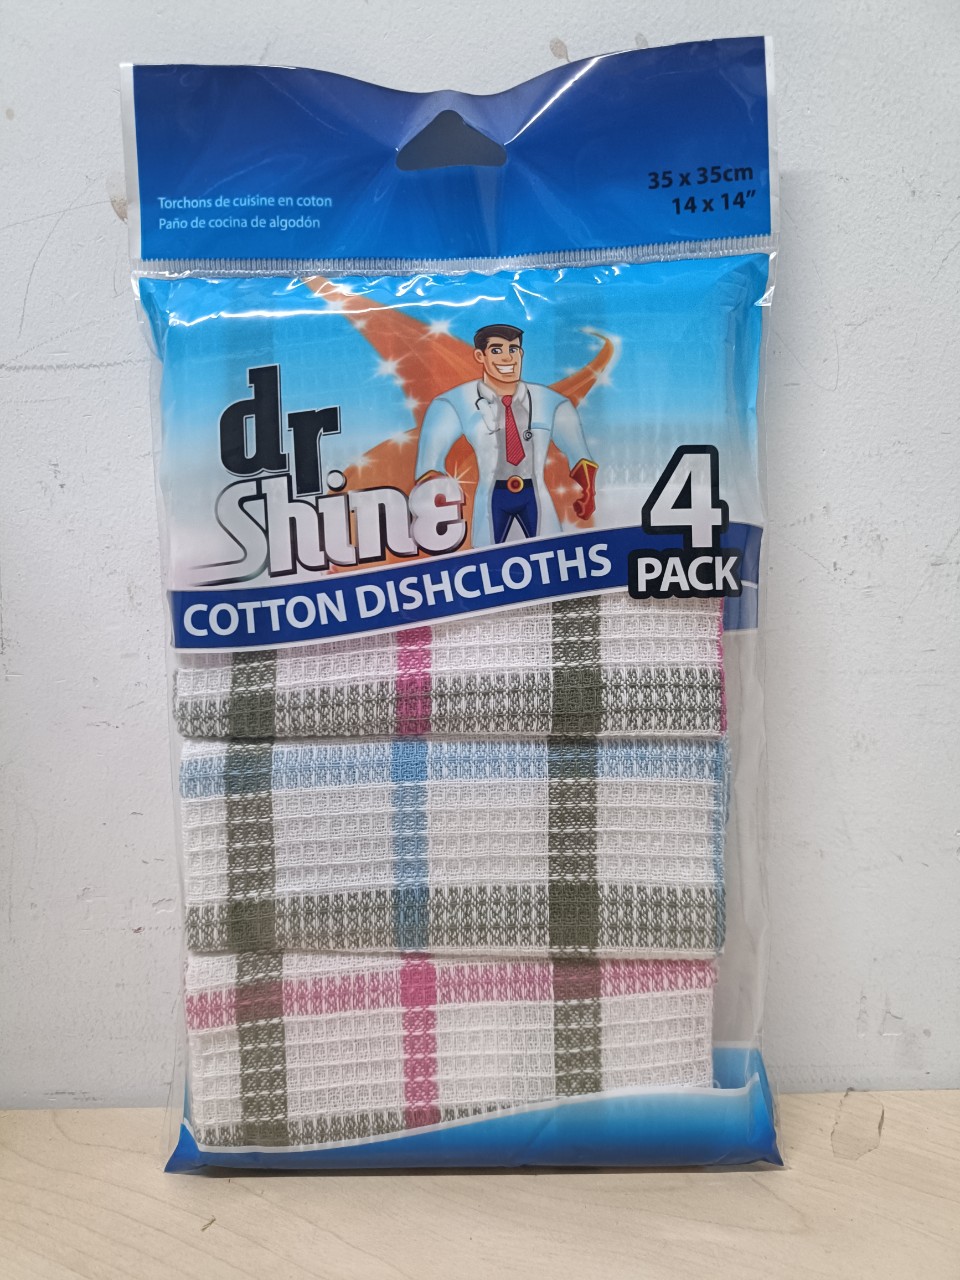 Torchons de cuisine en coton
Paño de cocina de algodón
35 x 35cm
14 x 14”
dr.
Shine
COTTON DISHCLOTHS
4
PACK